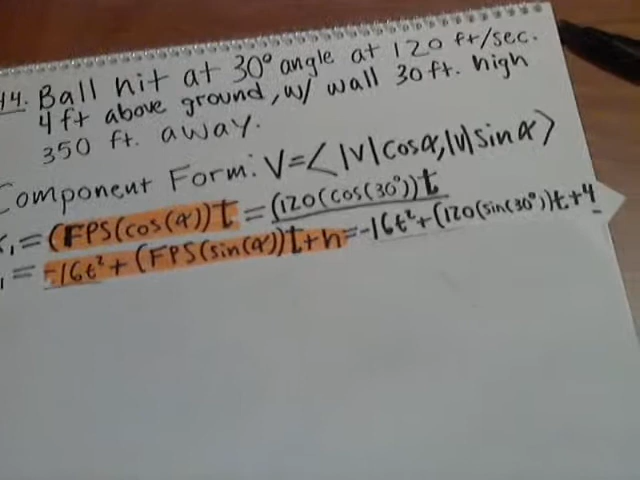 14. Ball hit at 30° angle at 120 ft/sec.
4 ft above ground, w/ wall 30 ft. high
350 ft. away.
Component Form: V=<|V|cosα,|V|sinα>
x₁=(FPS(cos(α))t=(120(cos(30°))t
₁=-16t²+(FPS(sin(α))t+h=-16t²+(120(sin(30°))t+4